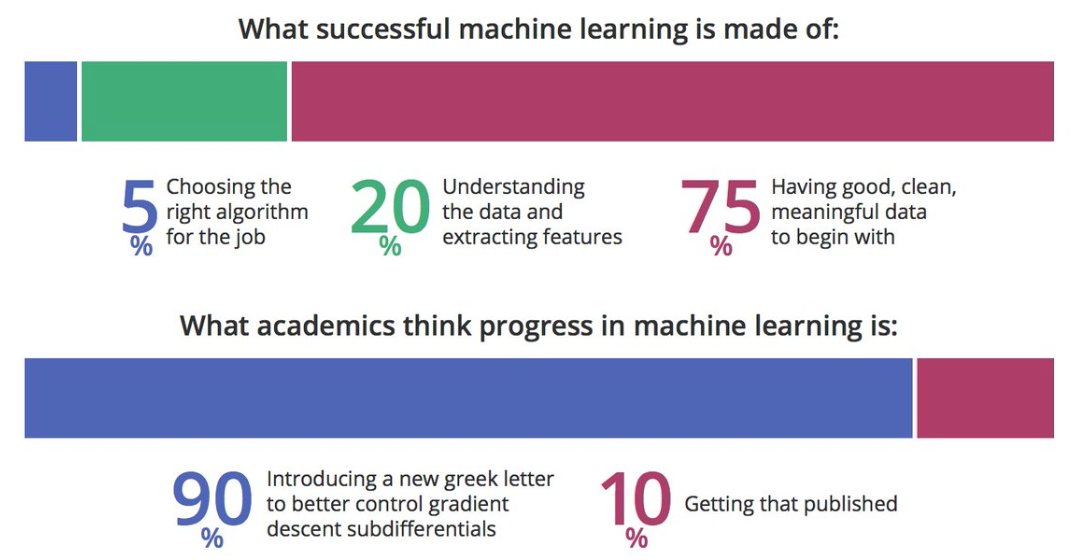 What successful machine learning is made of:
5%
Choosing the
right algorithm
for the job
20%
Understanding
the data and
extracting features
75%
Having good, clean,
meaningful data
to begin with
What academics think progress in machine learning is:
90%
Introducing a new greek letter
to better control gradient
descent subdifferentials
10%
Getting that published